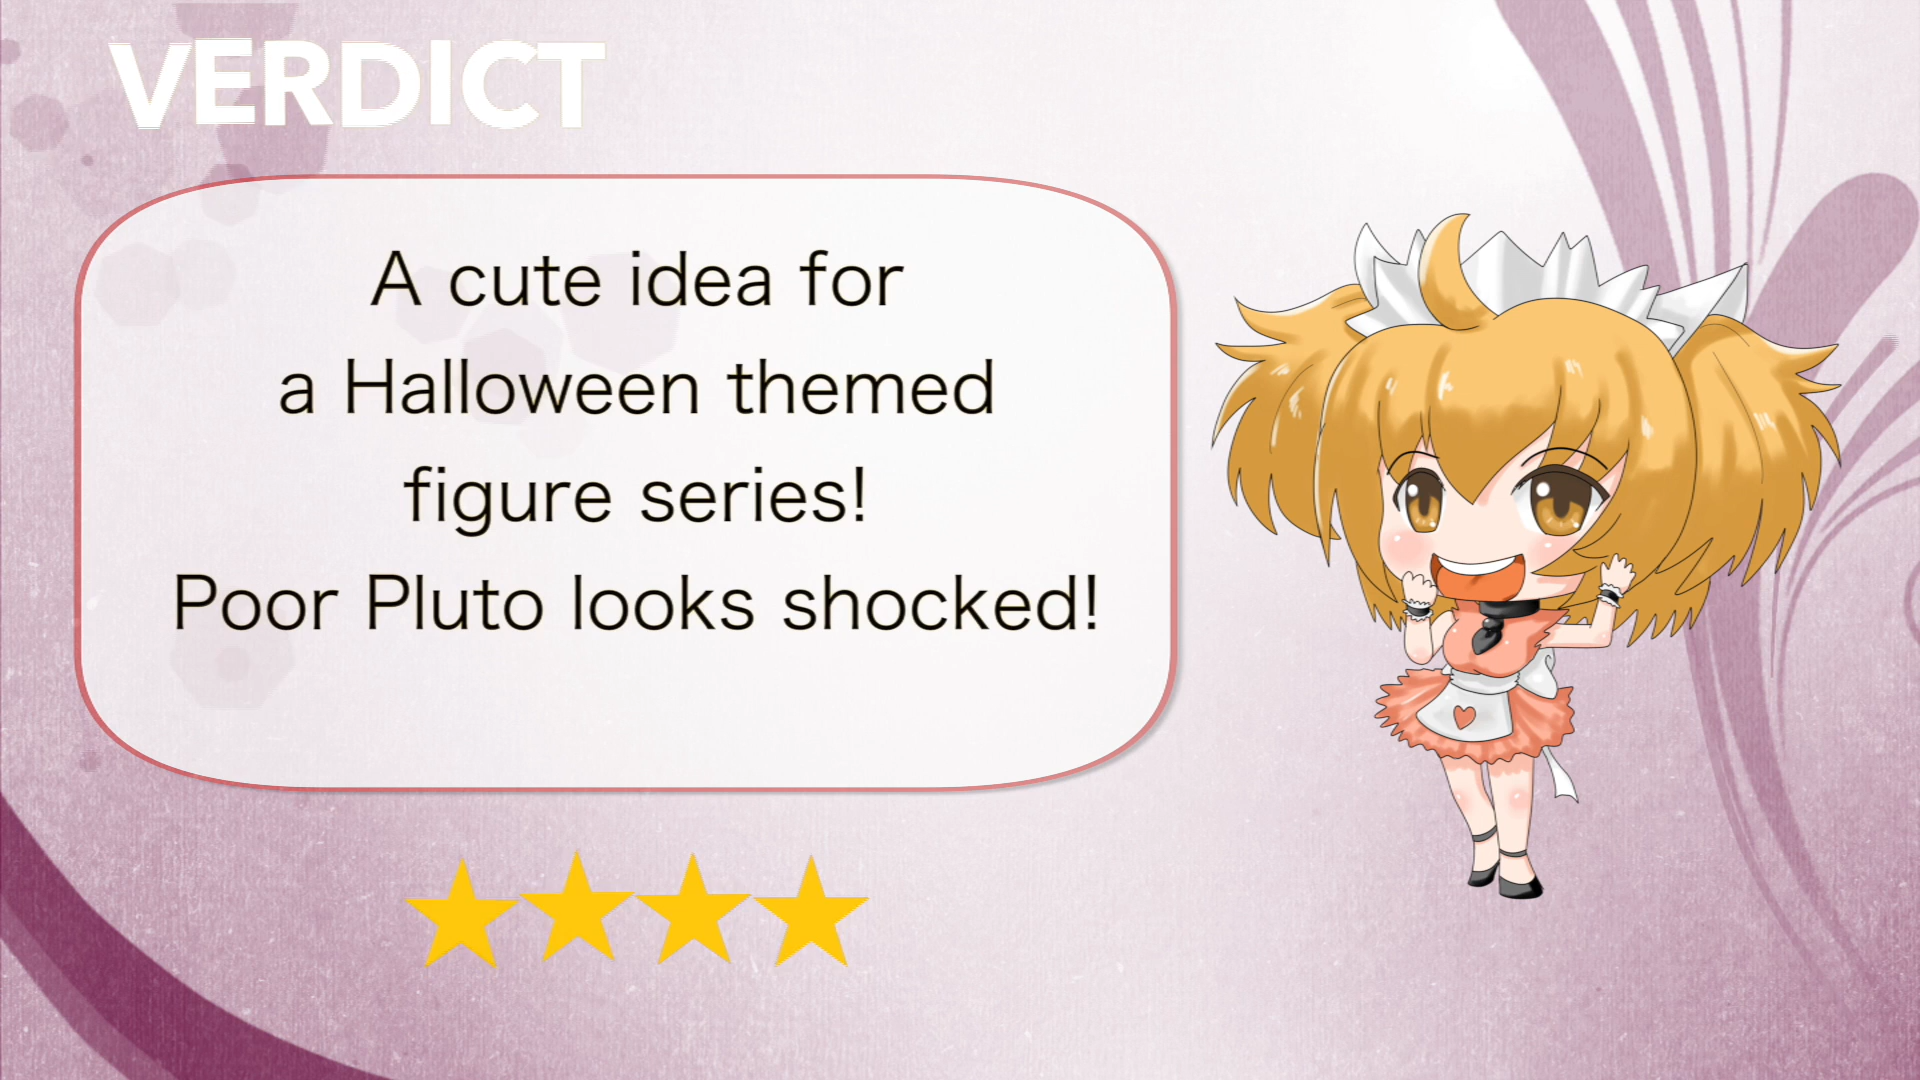 VERDICT
A cute idea for
a Halloween themed
figure series!
Poor Pluto looks shocked!